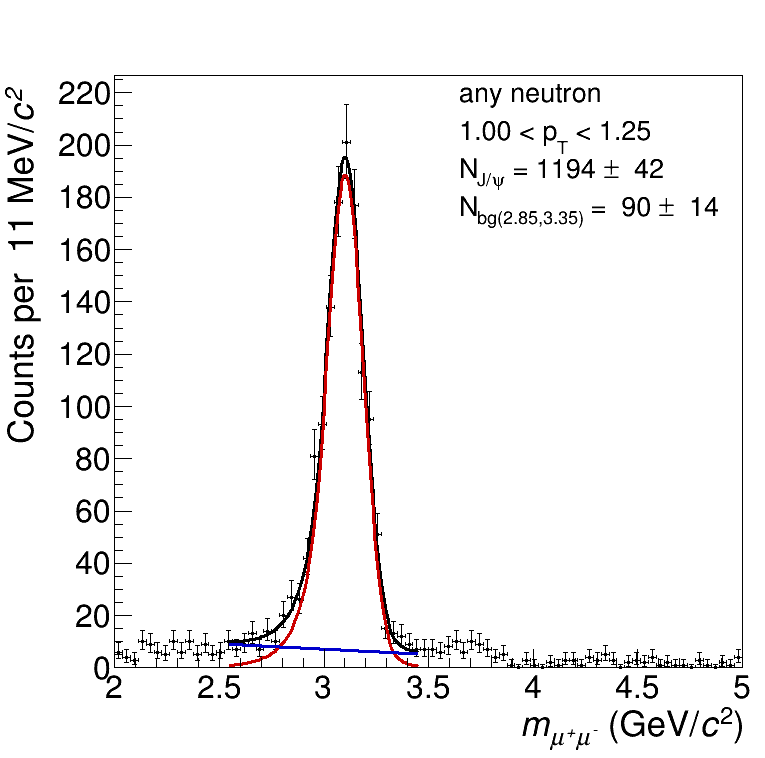 Counts per 11 MeV/c²
220
200
180
160
140
120
100
80
60
40
20
0
any neutron
1.00 < p_T < 1.25
N_J/ψ = 1194 ± 42
N_bg(2.85,3.35) = 90 ± 14
2 2.5 3 3.5 4 4.5 5
m_μ⁺μ⁻ (GeV/c²)